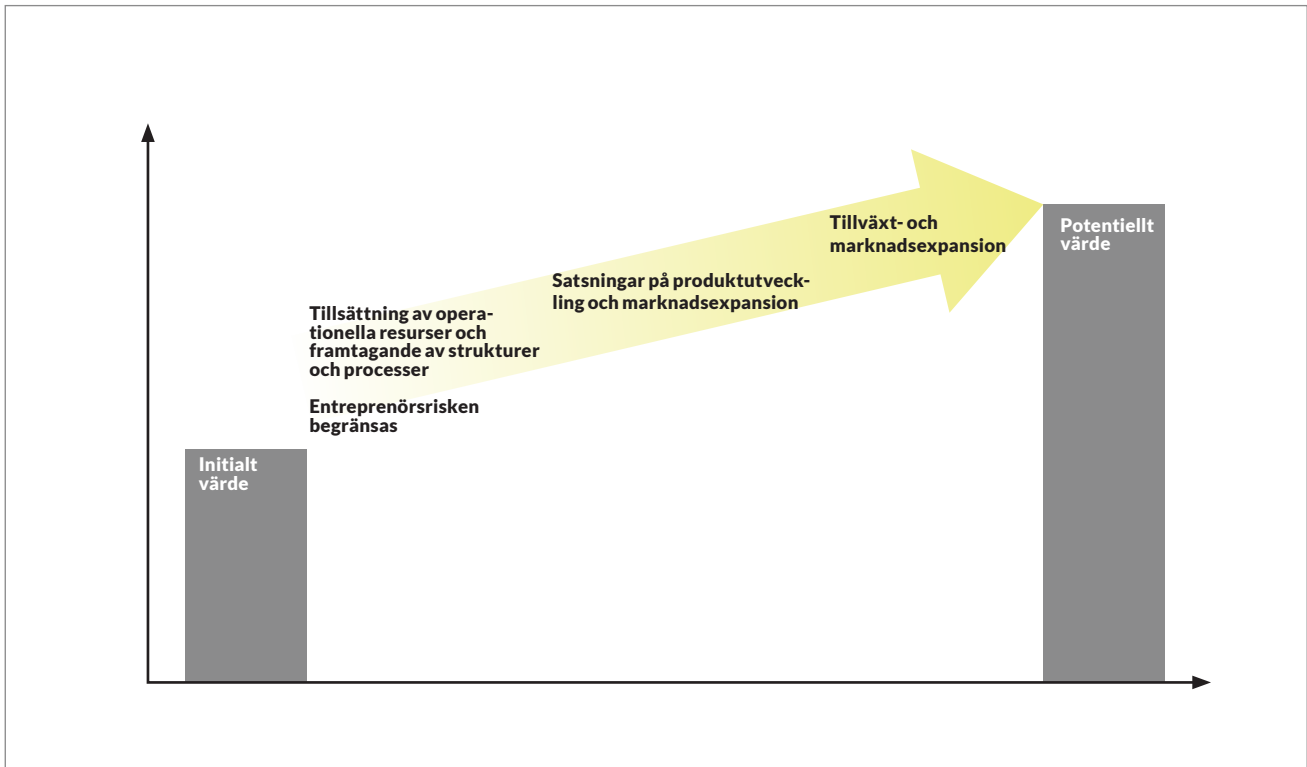 Tillväxt- och
marknadsexpansion
Potentiellt
värde
Satsningar på produktutveck-
ling och marknadsexpansion
Tillsättning av opera-
tionella resurser och
framtagande av strukturer
och processer
Entreprenörsrisken
begränsas
Initialt
värde